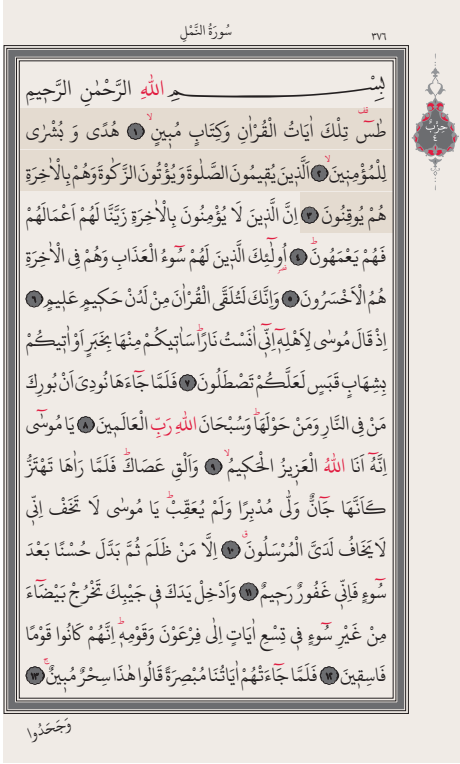 سُورَةُ النَّمْلِ
٣٧٦
حزب
٤
بِسْمِ اللهِ الرَّحْمٰنِ الرَّحٖيمِ
طٰسٓ تِلْكَ اٰيَاتُ الْقُرْاٰنِ وَكِتَابٍ مُبٖينٍۙ ١ هُدًى وَ بُشْرٰى
لِلْمُؤْمِنٖينَۙ ٢ اَلَّذٖينَ يُقٖيمُونَ الصَّلٰوةَ وَيُؤْتُونَ الزَّكٰوةَ وَهُمْ بِالْاٰخِرَةِ
هُمْ يُوقِنُونَ ٣ اِنَّ الَّذٖينَ لَا يُؤْمِنُونَ بِالْاٰخِرَةِ زَيَّنَّا لَهُمْ اَعْمَالَهُمْ
فَهُمْ يَعْمَهُونَۜ ٤ اُو۬لٰٓئِكَ الَّذٖينَ لَهُمْ سُٓوءُ الْعَذَابِ وَهُمْ فِى الْاٰخِرَةِ
هُمُ الْاَخْسَرُونَ ٥ وَاِنَّكَ لَتُلَقَّى الْقُرْاٰنَ مِنْ لَدُنْ حَكٖيمٍ عَلٖيمٍ ٦
اِذْ قَالَ مُوسٰى لِاَهْلِهٖٓ اِنّٖٓى اٰنَسْتُ نَارًاۜ سَاٰتٖيكُمْ مِنْهَا بِخَبَرٍ اَوْ اٰتٖيكُمْ
بِشِهَابٍ قَبَسٍ لَعَلَّكُمْ تَصْطَلُونَ ٧ فَلَمَّا جَٓاءَهَا نُودِىَ اَنْ بُورِكَ
مَنْ فِى النَّارِ وَمَنْ حَوْلَهَاۜ وَسُبْحَانَ اللهِ رَبِّ الْعَالَمٖينَ ٨ يَا مُوسٰٓى
اِنَّهُٓ اَنَا اللهُ الْعَزٖيزُ الْحَكٖيمُۙ ٩ وَاَلْقِ عَصَاكَۜ فَلَمَّا رَاٰهَا تَهْتَزُّ
كَاَنَّهَا جَٓانٌّ وَلّٰى مُدْبِرًا وَلَمْ يُعَقِّبْۜ يَا مُوسٰى لَا تَخَفْ اِنّٖى
لَا يَخَافُ لَدَىَّ الْمُرْسَلُونَۗ ١٠ اِلَّا مَنْ ظَلَمَ ثُمَّ بَدَّلَ حُسْنًا بَعْدَ
سُٓوءٍ فَاِنّٖى غَفُورٌ رَحٖيمٌ ١١ وَاَدْخِلْ يَدَكَ فٖى جَيْبِكَ تَخْرُجْ بَيْضَٓاءَ
مِنْ غَيْرِ سُٓوءٍ فٖى تِسْعِ اٰيَاتٍ اِلٰى فِرْعَوْنَ وَقَوْمِهٖۜ اِنَّهُمْ كَانُوا قَوْمًا
فَاسِقٖينَ ١٢ فَلَمَّا جَٓاءَتْهُمْ اٰيَاتُنَا مُبْصِرَةً قَالُوا هٰذَا سِحْرٌ مُبٖينٌۚ ١٣
وَجَحَدُوا